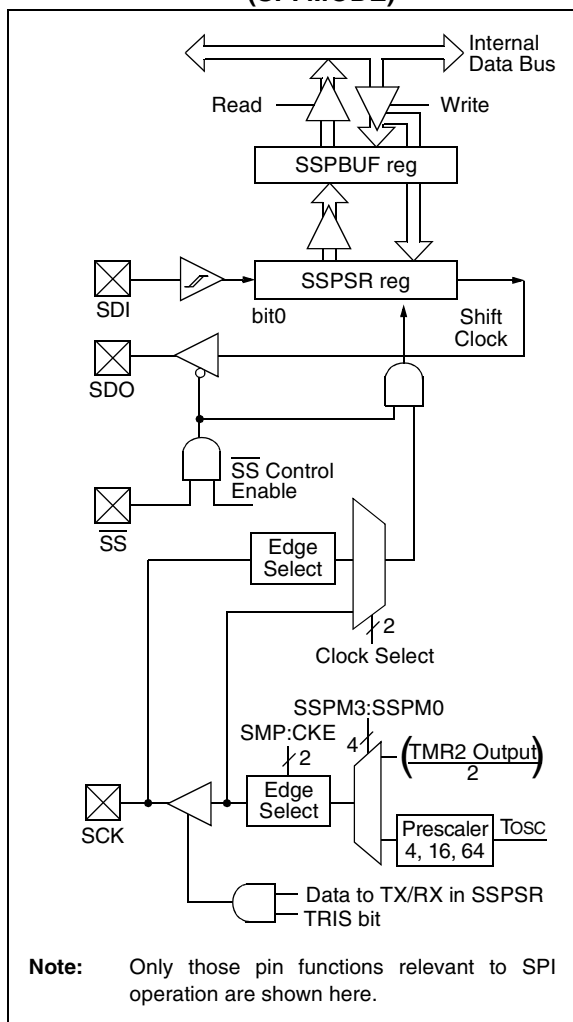 (SPI MODE)
Internal
Data Bus
Read
Write
SSPBUF reg
SSPSR reg
SDI
bit0
Shift
Clock
SDO
SS Control
Enable
SS
Edge
Select
2
Clock Select
SSPM3:SSPM0
SMP:CKE
4
2
(TMR2 Output)
2
Edge
Select
SCK
Prescaler
4, 16, 64
TOSC
Data to TX/RX in SSPSR
TRIS bit
Note: Only those pin functions relevant to SPI
operation are shown here.